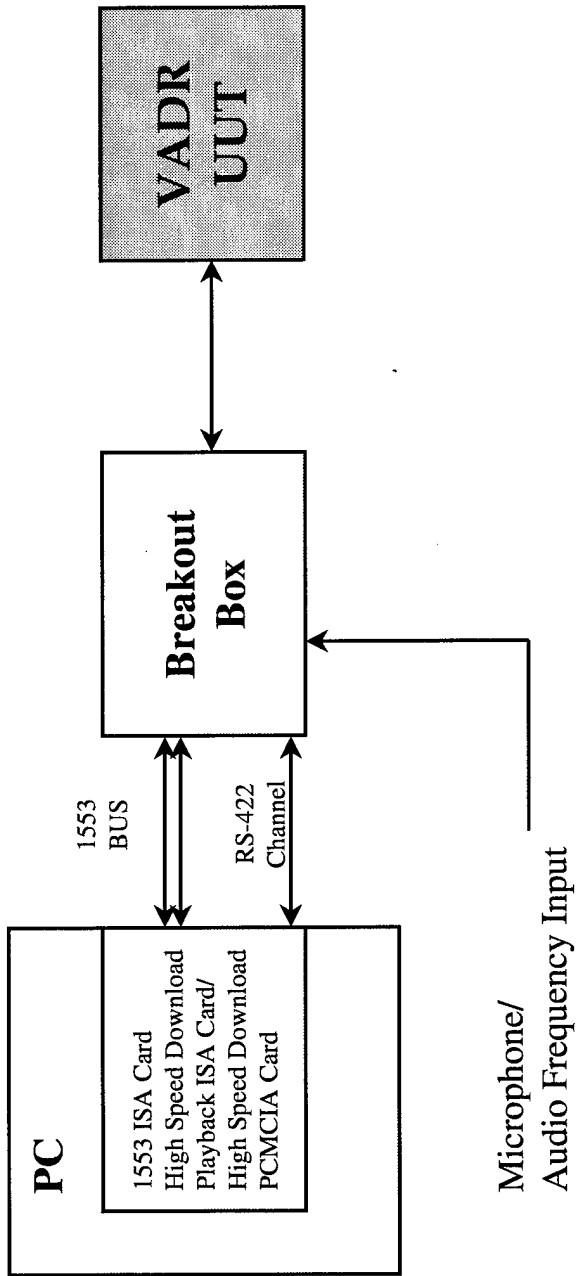 PC
1553 ISA Card
High Speed Download
Playback ISA Card/
High Speed Download
PCMCIA Card
1553
BUS
RS-422
Channel
Breakout
Box
VADR
UUT
Microphone/
Audio Frequency Input